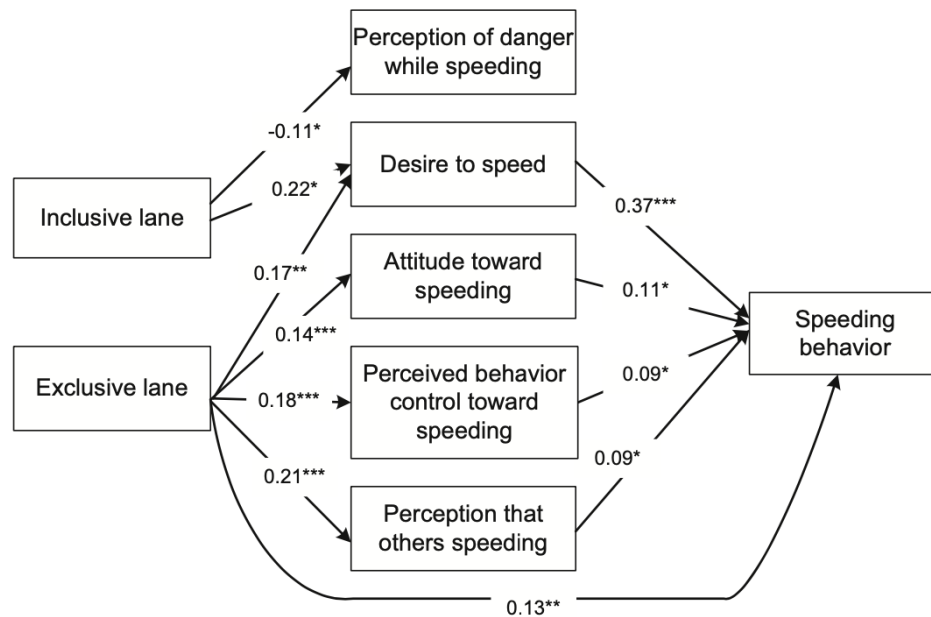 Perception of danger
while speeding
-0.11*
Desire to speed
Inclusive lane
0.22*
0.37***
0.17**
Attitude toward
speeding
0.11*
0.14***
Speeding
behavior
Exclusive lane
0.18***
Perceived behavior
control toward
speeding
0.09*
0.21***
0.09*
Perception that
others speeding
0.13**